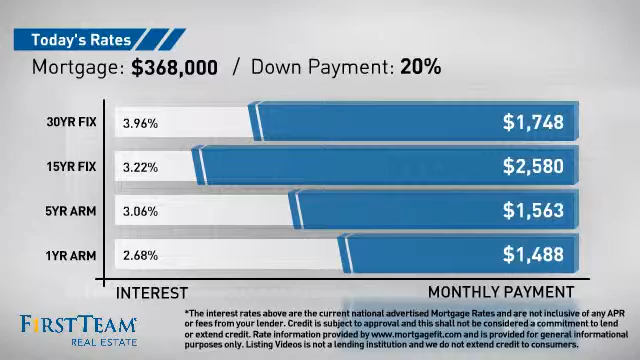 Today's Rates
Mortgage: $368,000 / Down Payment: 20%
30YR FIX 3.96% $1,748
15YR FIX 3.22% $2,580
5YR ARM 3.06% $1,563
1YR ARM 2.68% $1,488
INTEREST MONTHLY PAYMENT
FIRSTTEAM®
REAL ESTATE
*The interest rates above are the current national advertised Mortgage Rates and are not inclusive of any APR
or fees from your lender. Credit is subject to approval and this shall not be considered a commitment to lend
or extend credit. Rate information provided by www.mortgagefit.com and is provided for general informational
purposes only. Listing Videos is not a lending institution and we do not extend credit to consumers.